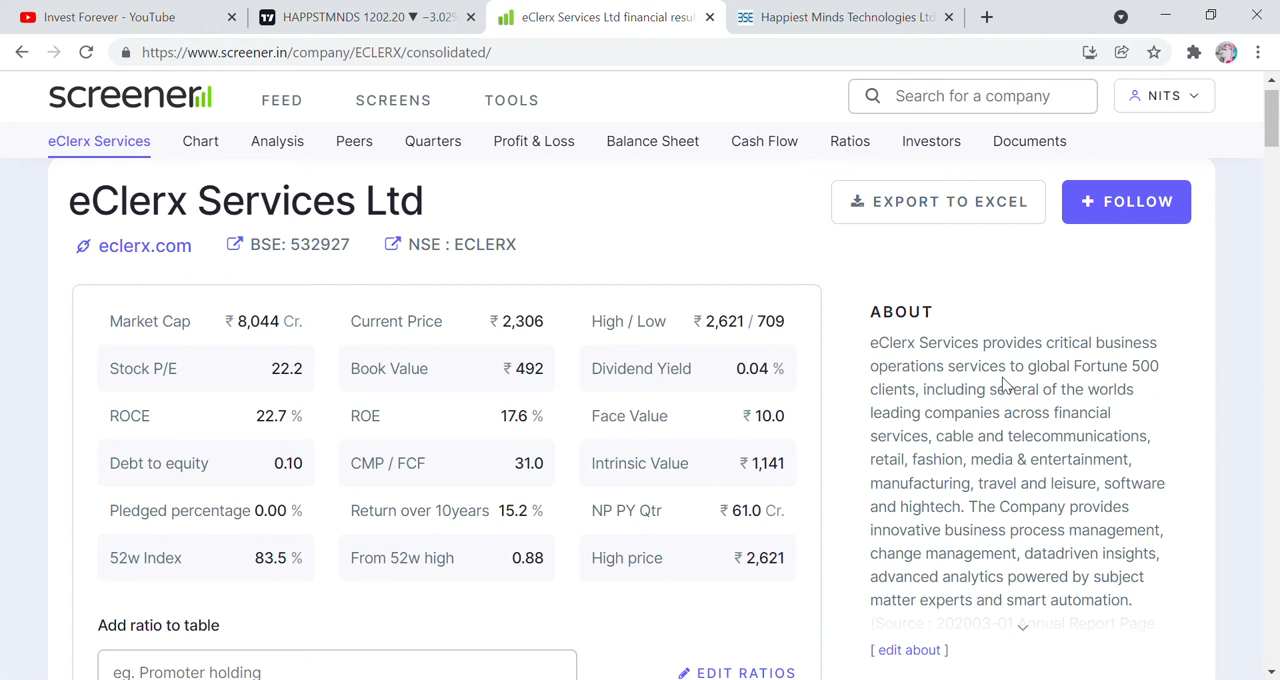 Invest Forever - YouTube
HAPPSTMNDS 1202.20 ▼ −3.02%
eClerx Services Ltd financial resul
BSE Happiest Minds Technologies Ltd
https://www.screener.in/company/ECLERX/consolidated/
screener
FEED SCREENS TOOLS
Search for a company
NITS
eClerx Services Chart Analysis Peers Quarters Profit & Loss Balance Sheet Cash Flow Ratios Investors Documents
eClerx Services Ltd
EXPORT TO EXCEL
+ FOLLOW
eclerx.com BSE: 532927 NSE : ECLERX
Market Cap ₹ 8,044 Cr. Current Price ₹ 2,306 High / Low ₹ 2,621 / 709
Stock P/E 22.2 Book Value ₹ 492 Dividend Yield 0.04 %
ROCE 22.7 % ROE 17.6 % Face Value ₹ 10.0
Debt to equity 0.10 CMP / FCF 31.0 Intrinsic Value ₹ 1,141
Pledged percentage 0.00 % Return over 10years 15.2 % NP PY Qtr ₹ 61.0 Cr.
52w Index 83.5 % From 52w high 0.88 High price ₹ 2,621
Add ratio to table
eg. Promoter holding
EDIT RATIOS
ABOUT
eClerx Services provides critical business
operations services to global Fortune 500
clients, including several of the worlds
leading companies across financial
services, cable and telecommunications,
retail, fashion, media & entertainment,
manufacturing, travel and leisure, software
and hightech. The Company provides
innovative business process management,
change management, datadriven insights,
advanced analytics powered by subject
matter experts and smart automation.
(Source : 202003-01 Annual Report Page
[ edit about ]